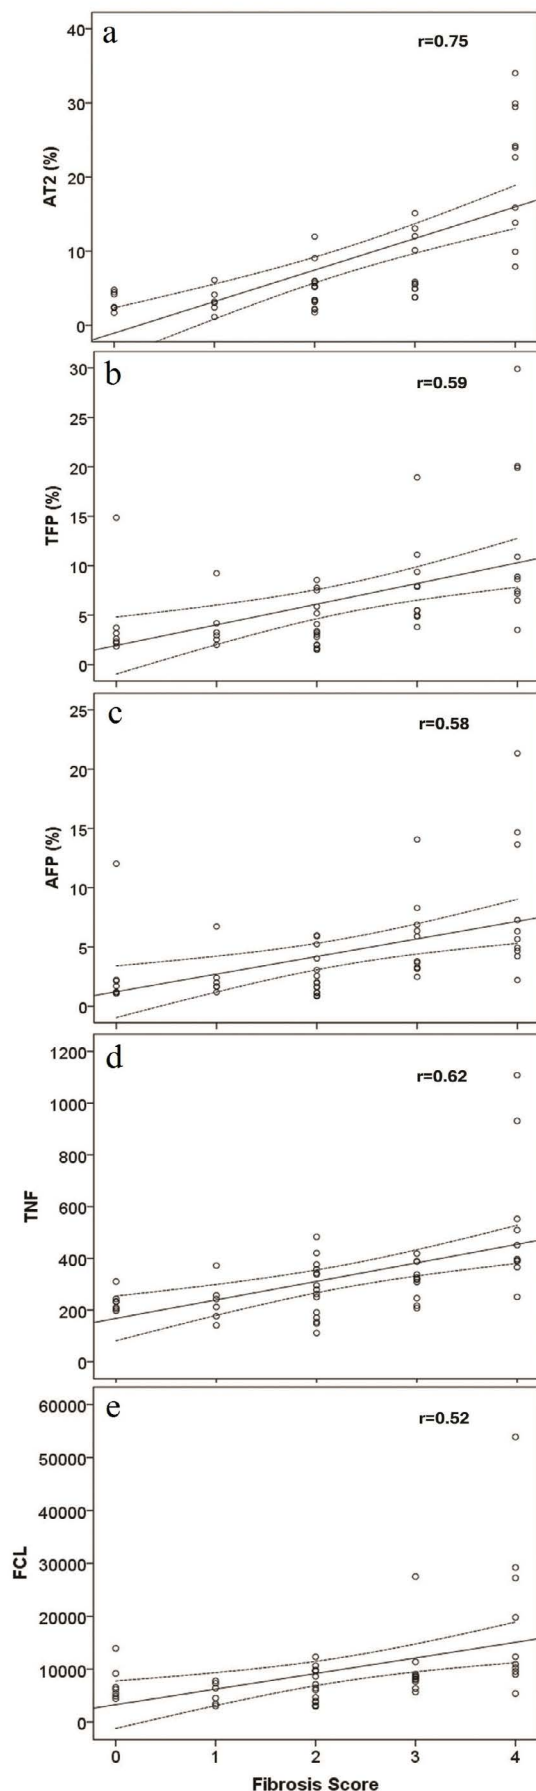 a
r=0.75
40
30
20
10
0
AT2 (%)
b
r=0.59
30
25
20
15
10
5
0
TFP (%)
c
r=0.58
25
20
15
10
5
0
AFP (%)
d
r=0.62
1200
1000
800
600
400
200
0
TNF
e
r=0.52
60000
50000
40000
30000
20000
10000
0
FCL
0 1 2 3 4
Fibrosis Score